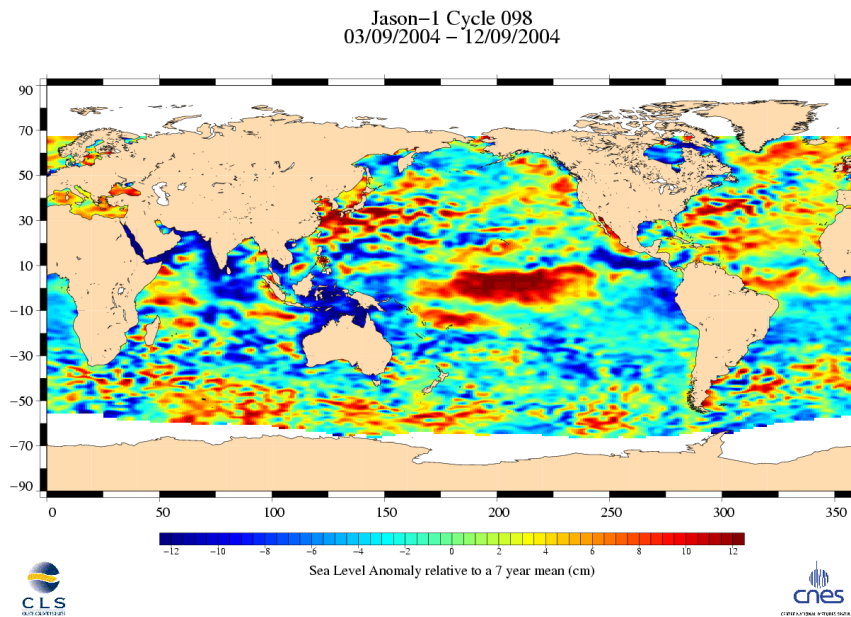 Jason−1 Cycle 098
03/09/2004 − 12/09/2004
90
70
50
30
10
−10
−30
−50
−70
−90
0 50 100 150 200 250 300 350
−12 −10 −8 −6 −4 −2 0 2 4 6 8 10 12
Sea Level Anomaly relative to a 7 year mean (cm)
CLS
cnes